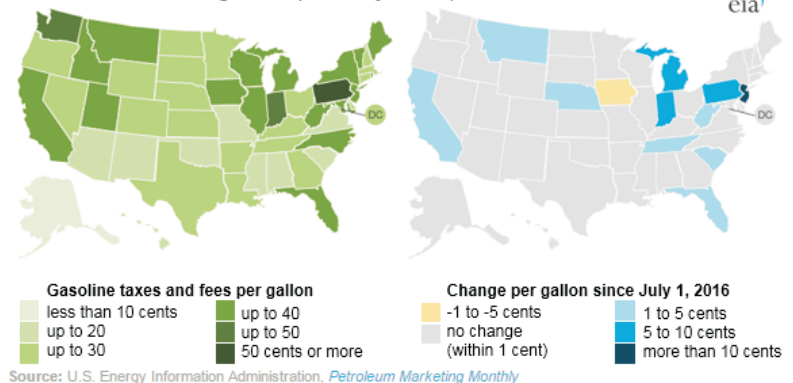 eia
DC
DC
Gasoline taxes and fees per gallon
less than 10 cents
up to 20
up to 30
up to 40
up to 50
50 cents or more
Change per gallon since July 1, 2016
-1 to -5 cents
no change
(within 1 cent)
1 to 5 cents
5 to 10 cents
more than 10 cents
Source: U.S. Energy Information Administration, Petroleum Marketing Monthly